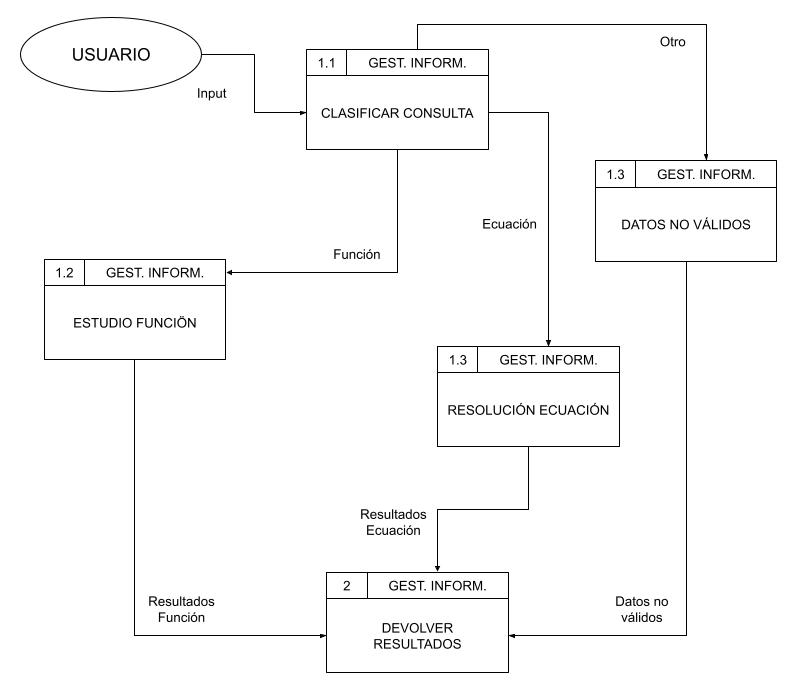 USUARIO
Input
1.1 GEST. INFORM.
CLASIFICAR CONSULTA
Otro
1.3 GEST. INFORM.
DATOS NO VÁLIDOS
Ecuación
Función
1.2 GEST. INFORM.
ESTUDIO FUNCIÖN
1.3 GEST. INFORM.
RESOLUCIÓN ECUACIÓN
Resultados
Ecuación
Resultados
Función
2 GEST. INFORM.
DEVOLVER
RESULTADOS
Datos no
válidos